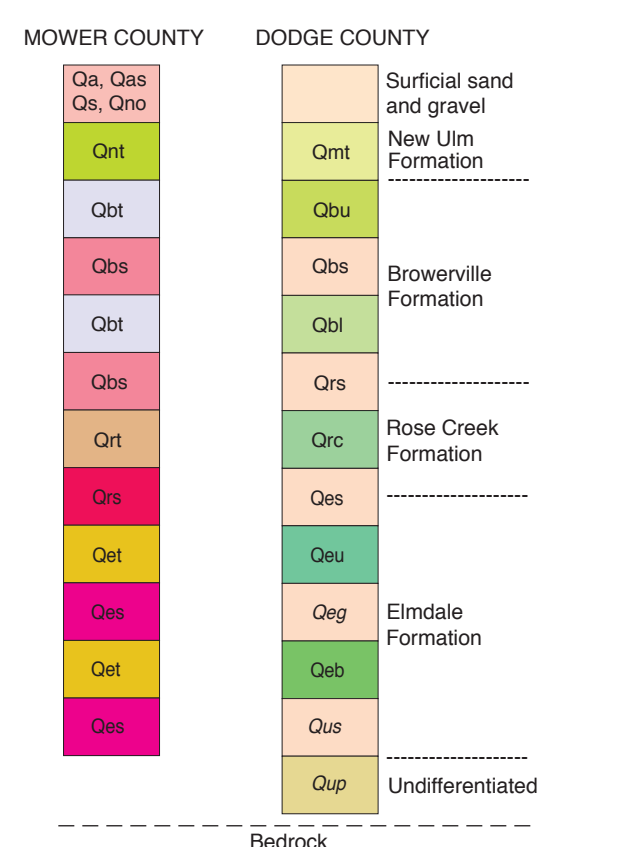 MOWER COUNTY DODGE COUNTY
Qa, Qas
Qs, Qno
Surficial sand
and gravel
Qnt
Qmt
New Ulm
Formation
Qbt
Qbu
Qbs
Qbs
Browerville
Formation
Qbt
Qbl
Qbs
Qrs
Qrt
Qrc
Rose Creek
Formation
Qrs
Qes
Qet
Qeu
Qes
Qeg
Elmdale
Formation
Qet
Qeb
Qes
Qus
Qup
Undifferentiated
Bedrock